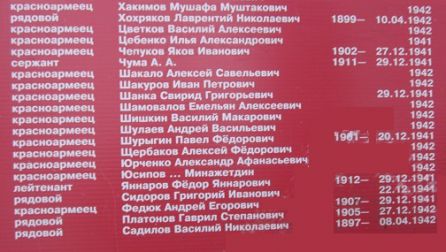 красноармеец Хакимов Мушафа Муштакович 1942
рядовой Хохряков Лаврентий Николаевич 1899— 10.04.1942
красноармеец Цветков Василий Алексеевич 1942
красноармеец Цебенко Илья Александрович 1941
красноармеец Чепуков Яков Иванович 1902— 27.12.1941
сержант Чума А. А. 1911— 29.12.1941
красноармеец Шакало Алексей Савельевич 1942
красноармеец Шакуров Иван Петрович 1942
красноармеец Шанка Свирид Григорьевич 29.12.1941
красноармеец Шамовалов Емельян Алексеевич 1942
красноармеец Шишкин Василий Макарович 1942
красноармеец Шулаев Андрей Васильевич 1942
красноармеец Шурыгин Павел Фёдорович 1901— 20.12.1941
красноармеец Щербаков Алексей Фёдорович 1942
красноармеец Юрченко Александр Афанасьевич 1942
красноармеец Юсипов ... Минажетдин 1941
лейтенант Яннаров Фёдор Яннарович 1912— 29.12.1941
рядовой Сидоров Григорий Иванович 22.12.1941
красноармеец Федюк Андрей Егорович 1907— 29.12.1941
рядовой Платонов Гаврил Степанович 1905— 27.12.1942
рядовой Садилов Василий Николаевич 1897— 08.04.1942